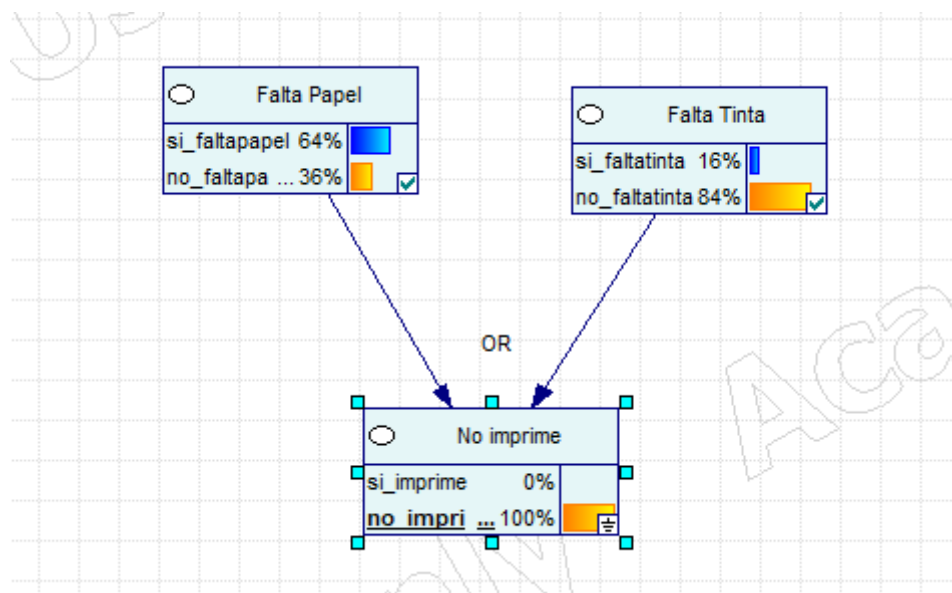 Falta Papel
si_faltapapel 64%
no_faltapa ... 36%
Falta Tinta
si_faltatinta 16%
no_faltatinta 84%
OR
No imprime
si_imprime 0%
no_impri ... 100%
Aca